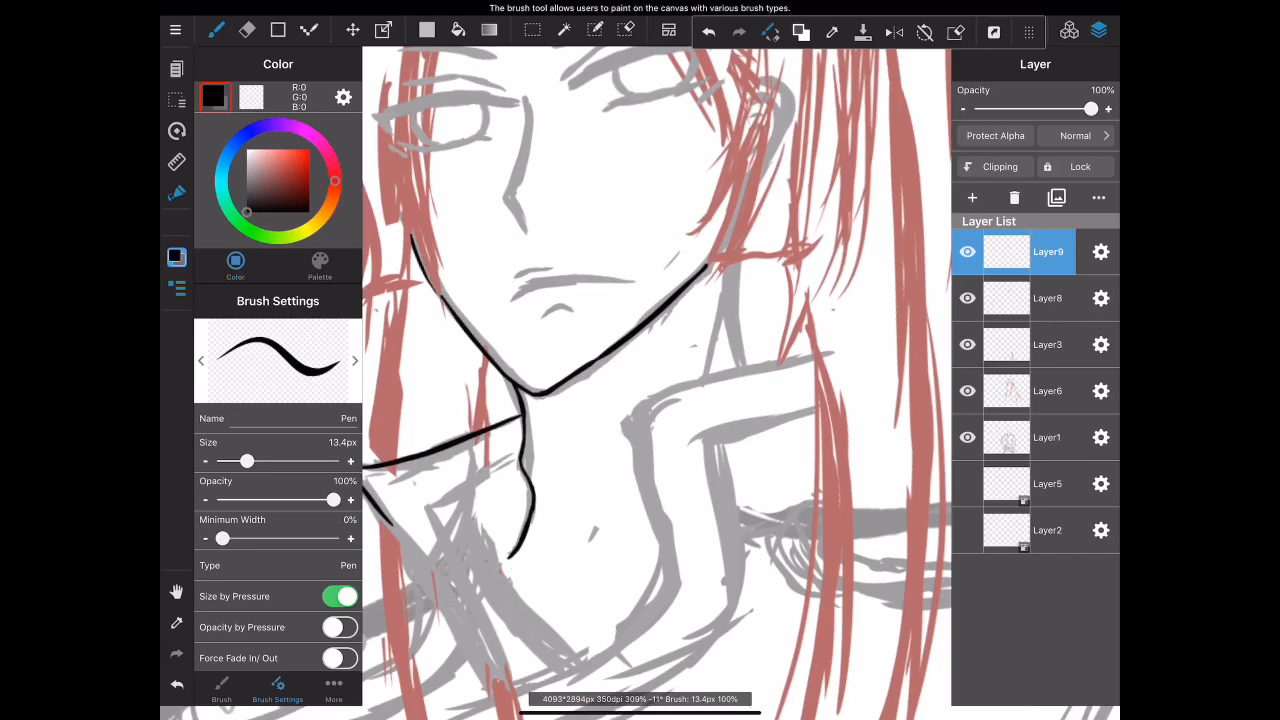 The brush tool allows users to paint on the canvas with various brush types.
Color
R:0
G:0
B:0
Color
Palette
Brush Settings
Name Pen
Size 13.4px
- +
Opacity 100%
- +
Minimum Width 0%
- +
Type Pen
Size by Pressure
Opacity by Pressure
Force Fade In/ Out
Brush
Brush Settings
More
4093*2894px 350dpi 309% -11° Brush: 13.4px 100%
Layer
Opacity 100%
- +
Protect Alpha Normal
Clipping Lock
Layer List
Layer9
Layer8
Layer3
Layer6
Layer1
Layer5
Layer2